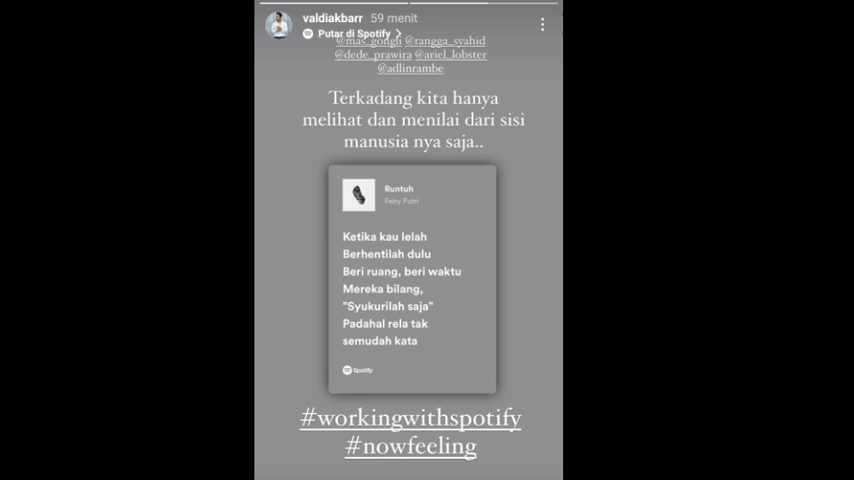 valdiakbarr 59 menit
Putar di Spotify
@mas_gongli @rangga_syahid
@dede_prawira @ariel_lobster
@adlinrambe
Terkadang kita hanya
melihat dan menilai dari sisi
manusia nya saja..
Runtuh
Feby Putri
Ketika kau lelah
Berhentilah dulu
Beri ruang, beri waktu
Mereka bilang,
"Syukurilah saja"
Padahal rela tak
semudah kata
Spotify
#workingwithspotify
#nowfeeling